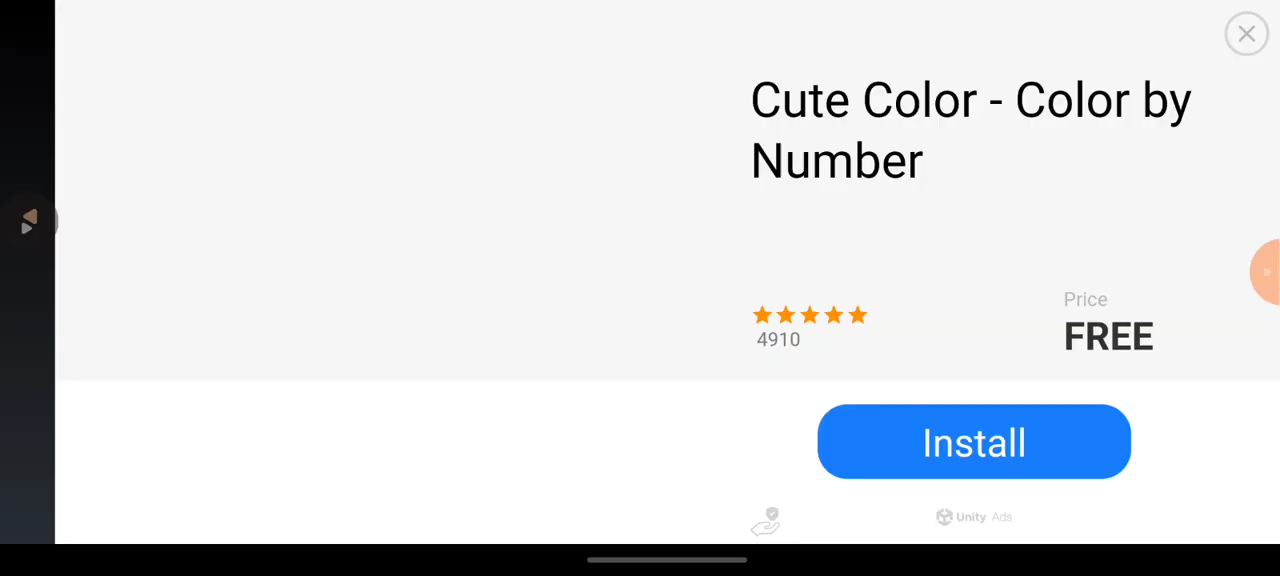 Cute Color - Color by
Number
4910
Price
FREE
Install
Unity Ads